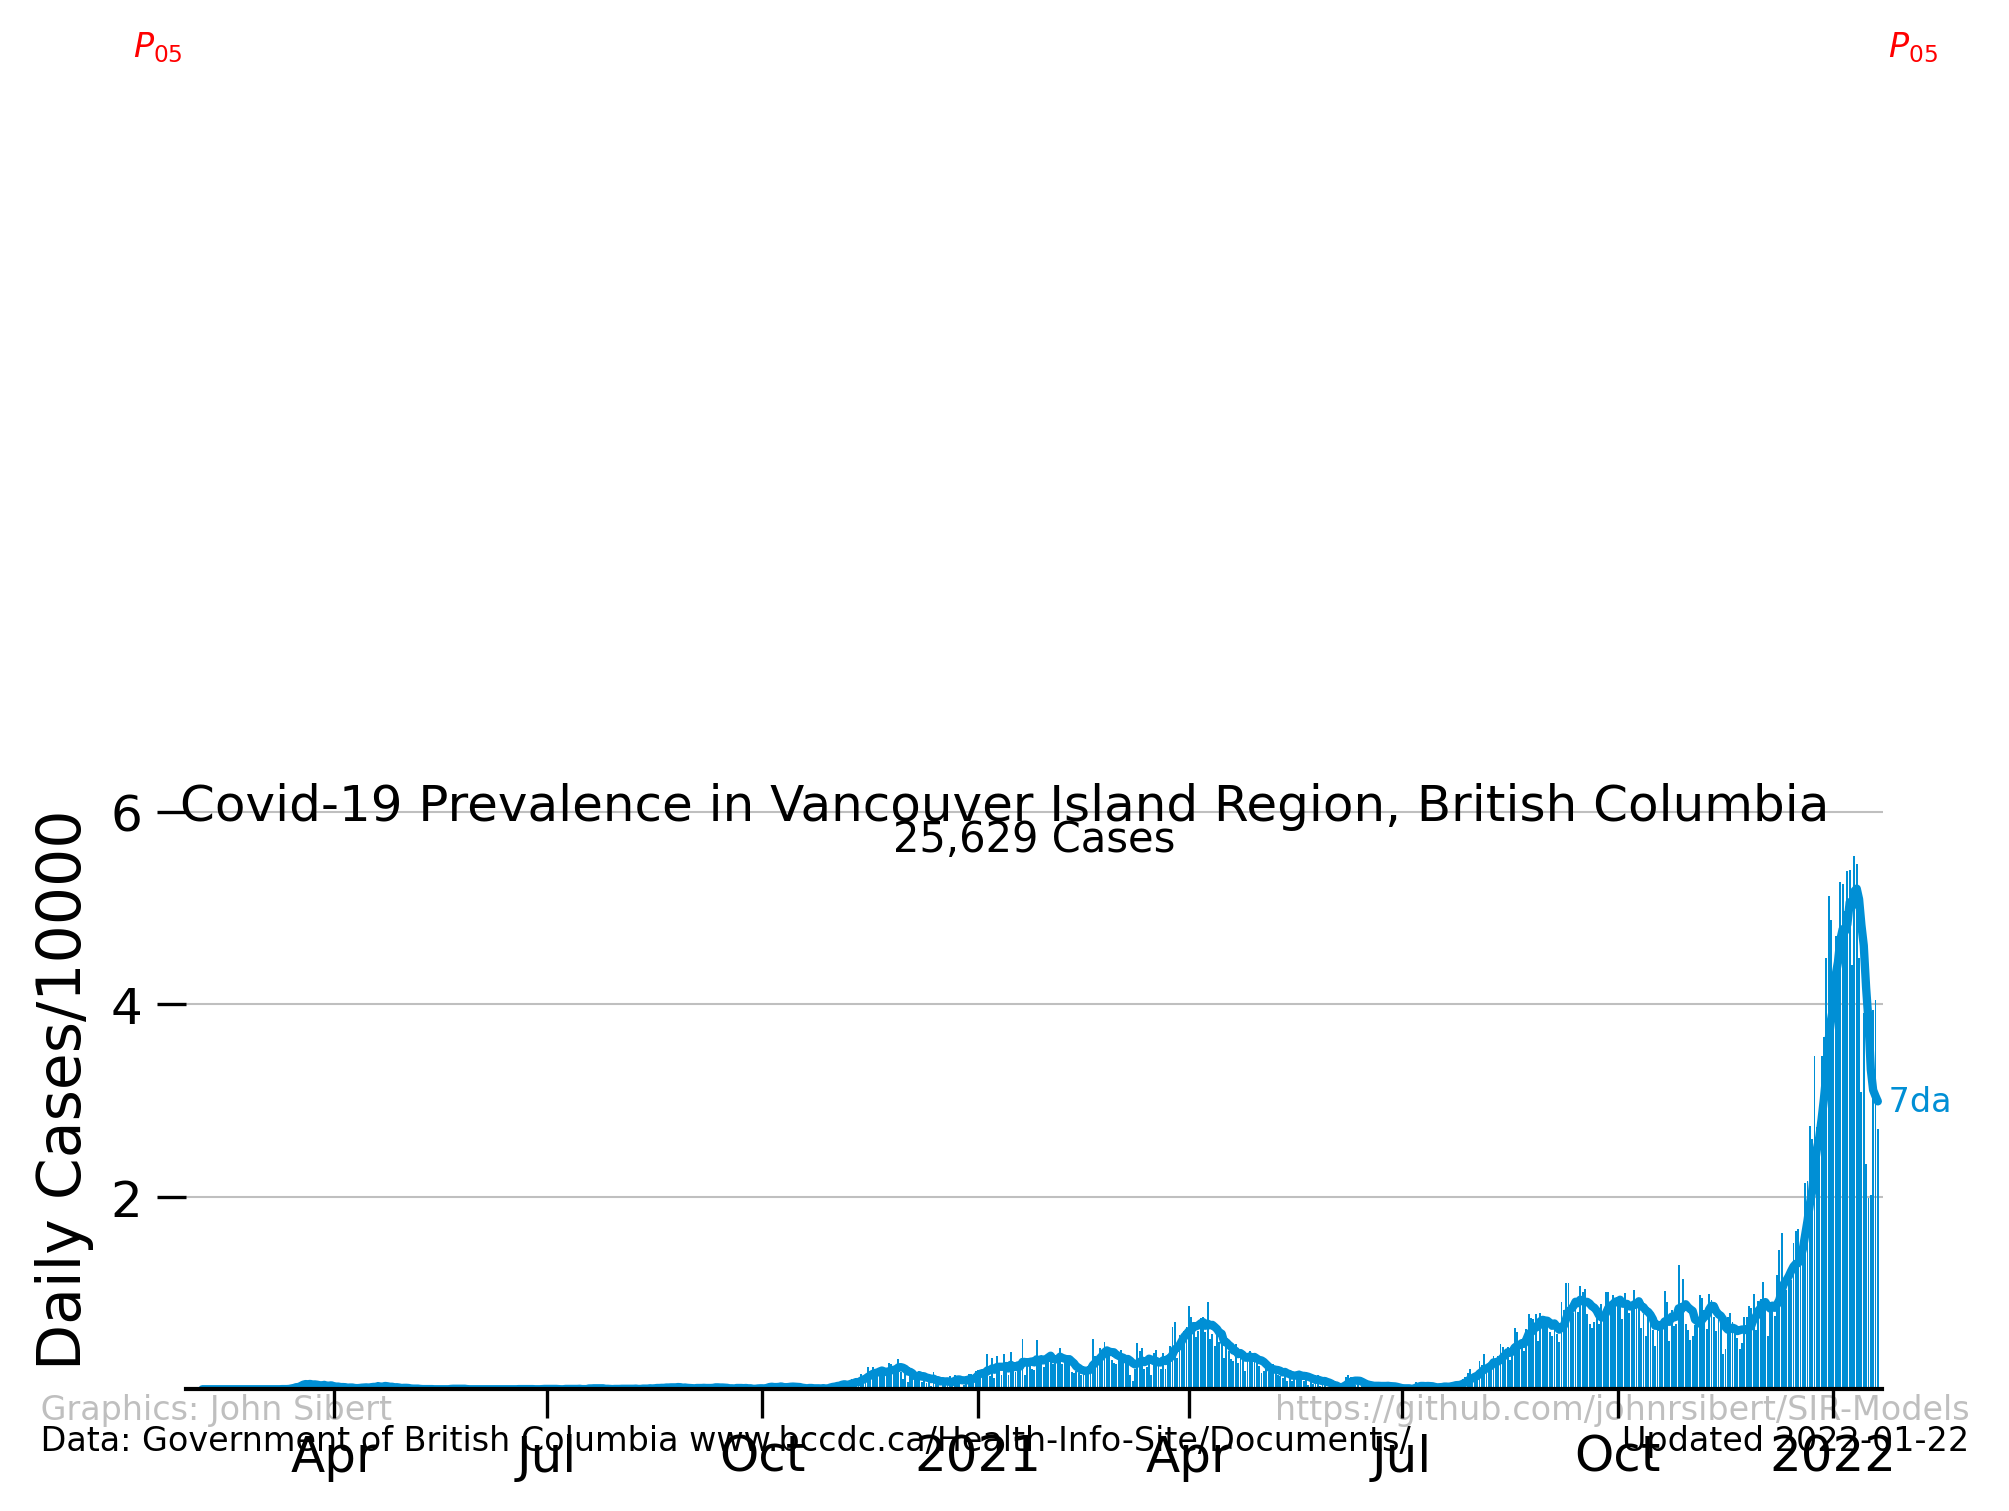 P05 P05
Covid-19 Prevalence in Vancouver Island Region, British Columbia
25,629 Cases
Daily Cases/10000
6
4
2
7da
Graphics: John Sibert https://github.com/johnrsibert/SIR-Models
Data: Government of British Columbia www.bccdc.ca/Health-Info-Site/Documents/ Updated 2022-01-22
Apr Jul Oct 2021 Apr Jul Oct 2022